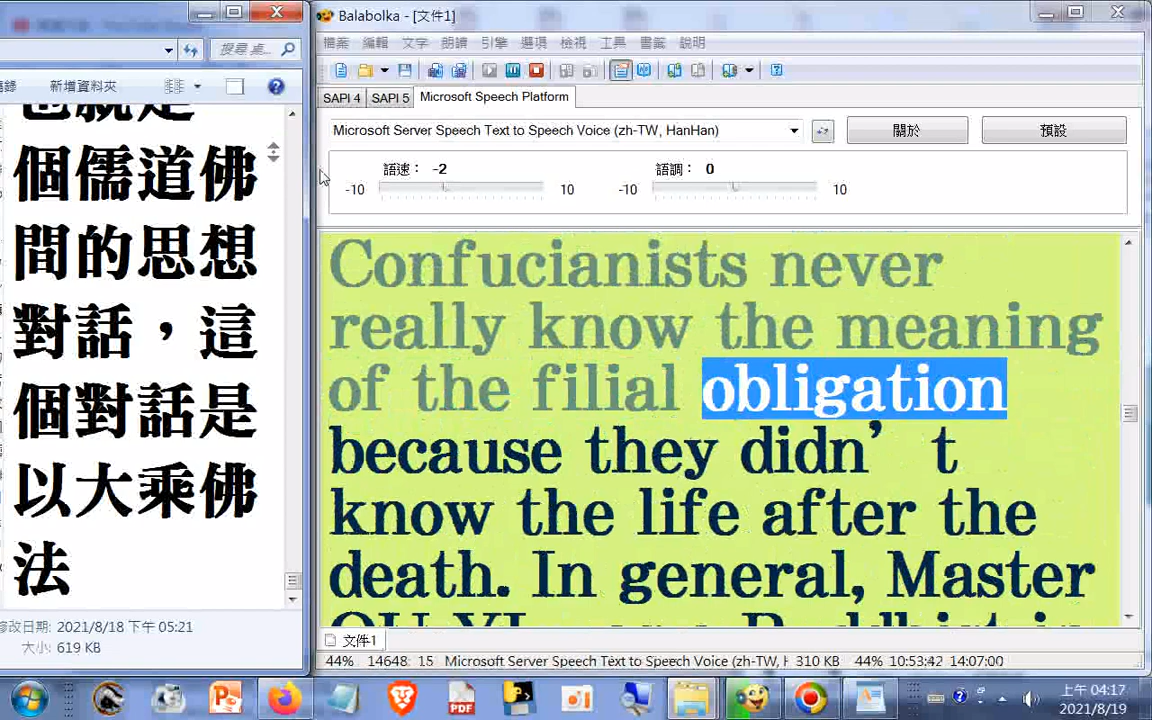 Balabolka - [文件1]
檔案 編輯 文字 朗讀 引擎 選項 檢視 工具 書籤 說明
搜尋 桌...
新增資料夾
SAPI 4 SAPI 5 Microsoft Speech Platform
Microsoft Server Speech Text to Speech Voice (zh-TW, HanHan)
關於
預設
語速： -2
-10 10
語調： 0
-10 10
個儒道佛
間的思想
對話，這
個對話是
以大乘佛
法
修改日期: 2021/8/18 下午 05:21
大小: 619 KB
Confucianists never
really know the meaning
of the filial obligation
because they didn’t
know the life after the
death. In general, Master
文件1
44% 14648: 15 Microsoft Server Speech Text to Speech Voice (zh-TW, H 310 KB 44% 10:53:42 14:07:00
PDF
上午 04:17
2021/8/19